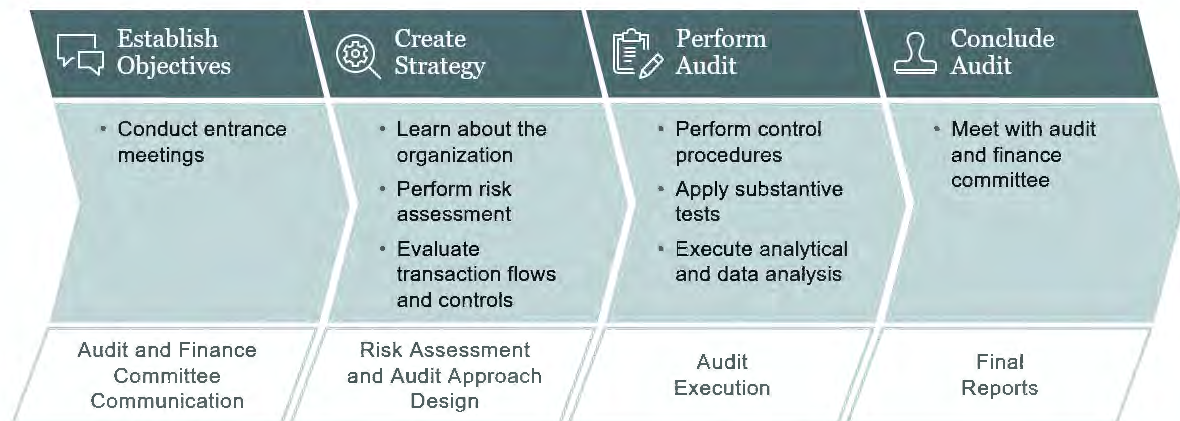 Establish
Objectives
• Conduct entrance
meetings
Audit and Finance
Committee
Communication
Create
Strategy
• Learn about the
organization
• Perform risk
assessment
• Evaluate
transaction flows
and controls
Risk Assessment
and Audit Approach
Design
Perform
Audit
• Perform control
procedures
• Apply substantive
tests
• Execute analytical
and data analysis
Audit
Execution
Conclude
Audit
• Meet with audit
and finance
committee
Final
Reports